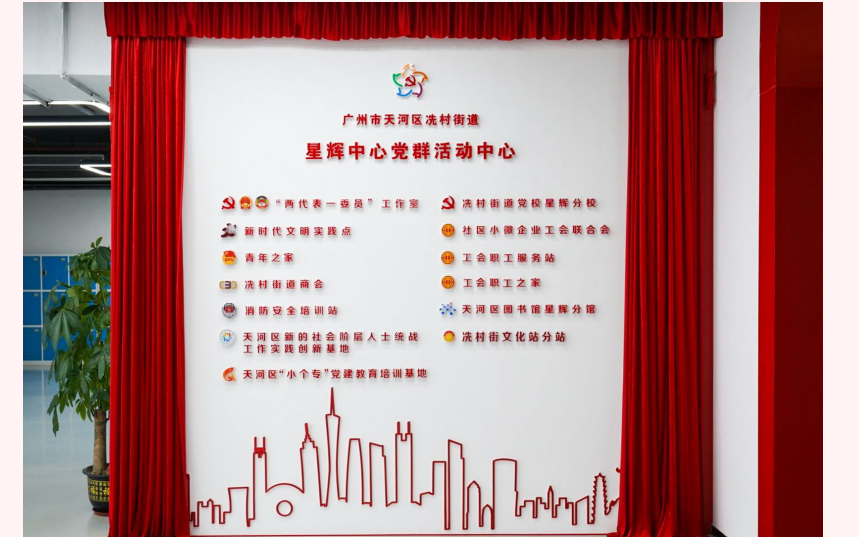 广州市天河区冼村街道
星辉中心党群活动中心
“两代表一委员”工作室
新时代文明实践点
青年之家
冼村街道商会
消防安全培训站
天河区新的社会阶层人士统战
工作实践创新基地
天河区“小个专”党建教育培训基地
冼村街道党校星辉分校
社区小微企业工会联合会
工会职工服务站
工会职工之家
天河区图书馆星辉分馆
冼村街文化站分站